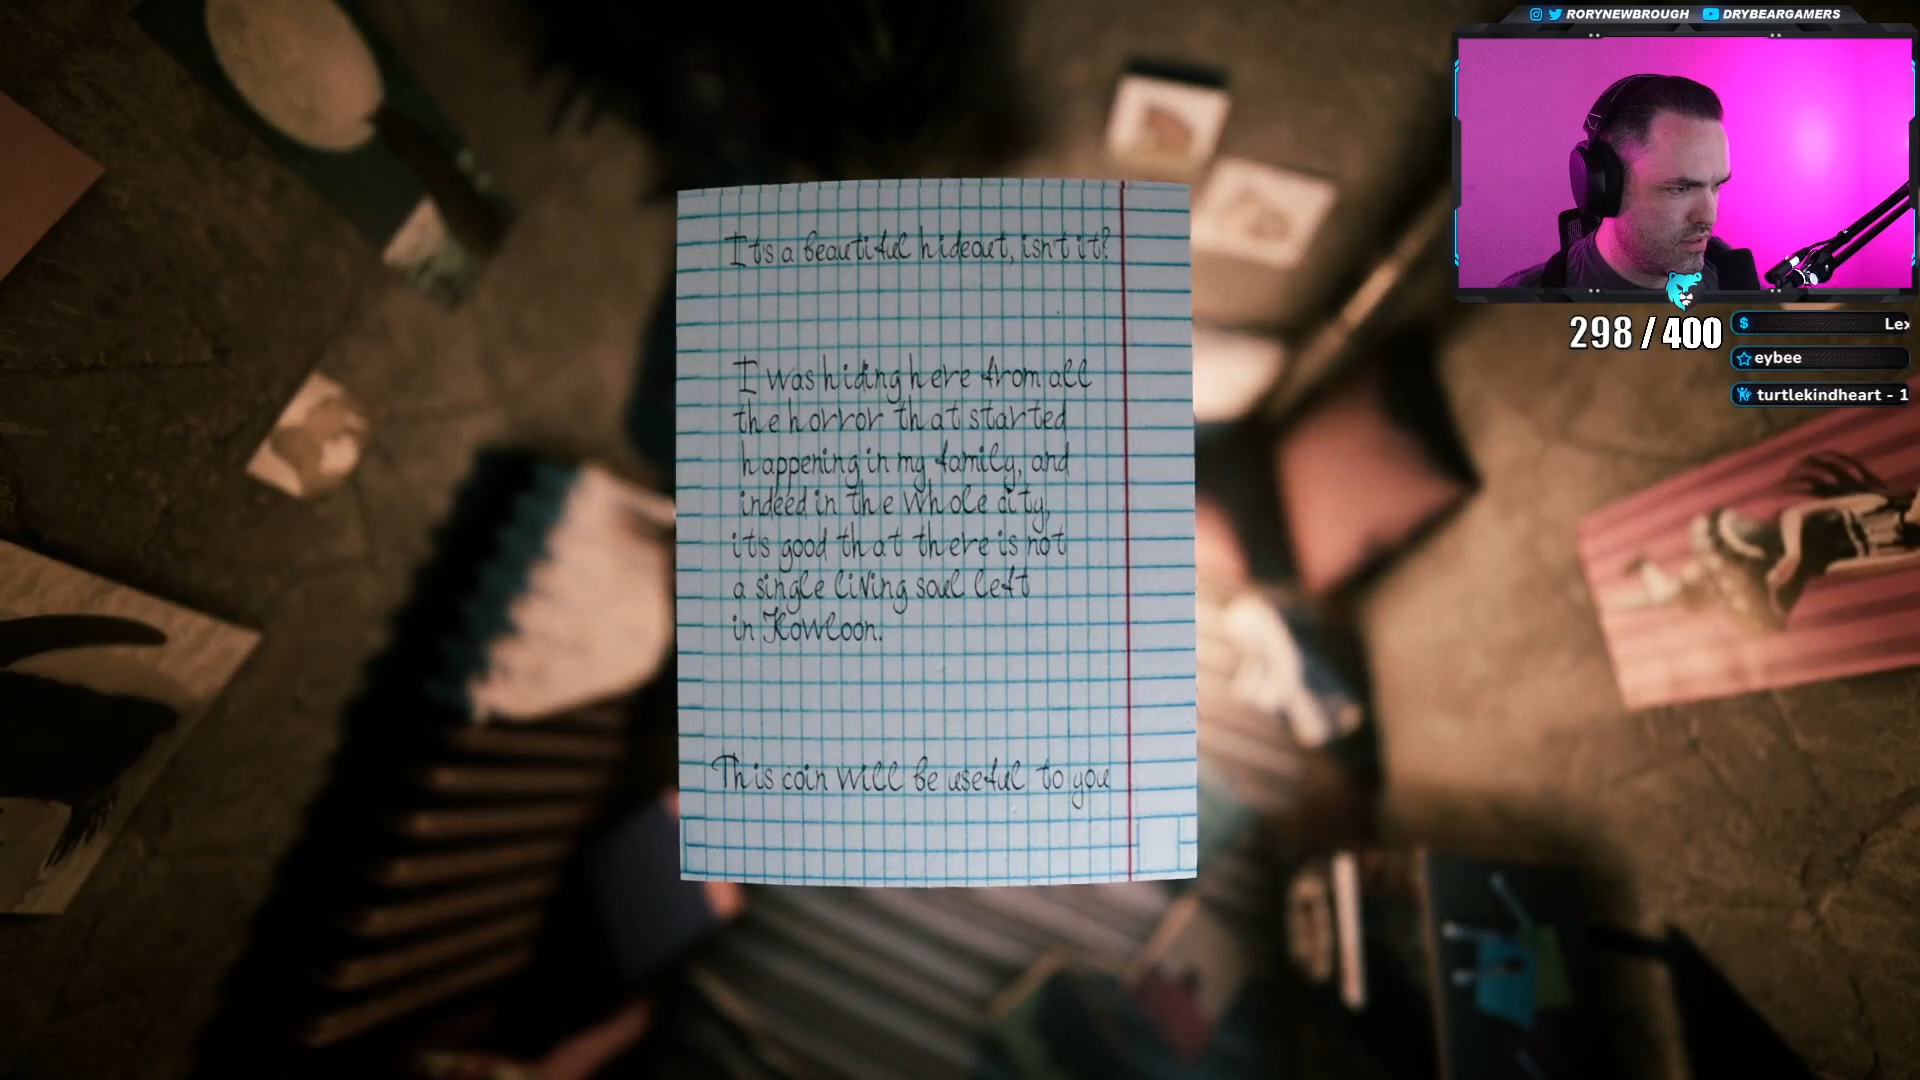 RORYNEWBROUGH DRYBEARGAMERS
It's a beautiful hideout, isn't it?
I was hiding here from all
the horror that started
happening in my family, and
indeed in the whole city,
it's good that there is not
a single living soul left
in Kowloon.
This coin will be useful to you
298 / 400
$ Lex
eybee
turtlekindheart - 1